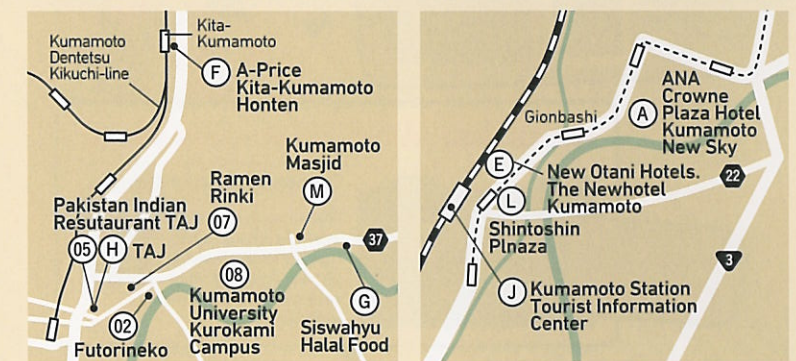 Kita-
Kumamoto
Kumamoto
Dentetsu
Kikuchi-line
F
A-Price
Kita-Kumamoto
Honten
Kumamoto
Masjid
M
Ramen
Rinki
07
Pakistan Indian
Resutaurant TAJ
05
H
TAJ
37
08
Kumamoto
University
Kurokami
Campus
G
Siswahyu
Halal Food
02
Futorineko
ANA
Crowne
Plaza Hotel
Kumamoto
New Sky
A
Gionbashi
E
New Otani Hotels.
The Newhotel
Kumamoto
22
L
Shintoshin
Plnaza
3
J
Kumamoto Station
Tourist Information
Center